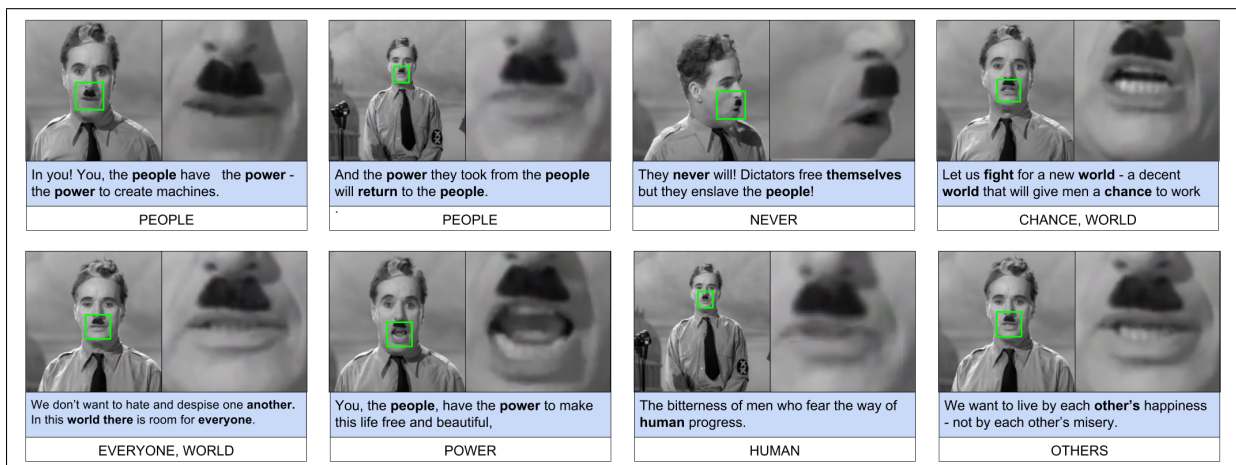 In you! You, the people have the power -
the power to create machines.
PEOPLE
And the power they took from the people
will return to the people.
.
PEOPLE
They never will! Dictators free themselves
but they enslave the people!
NEVER
Let us fight for a new world - a decent
world that will give men a chance to work
CHANCE, WORLD
We don't want to hate and despise one another.
In this world there is room for everyone.
EVERYONE, WORLD
You, the people, have the power to make
this life free and beautiful,
POWER
The bitterness of men who fear the way of
human progress.
HUMAN
We want to live by each other's happiness
- not by each other's misery.
OTHERS